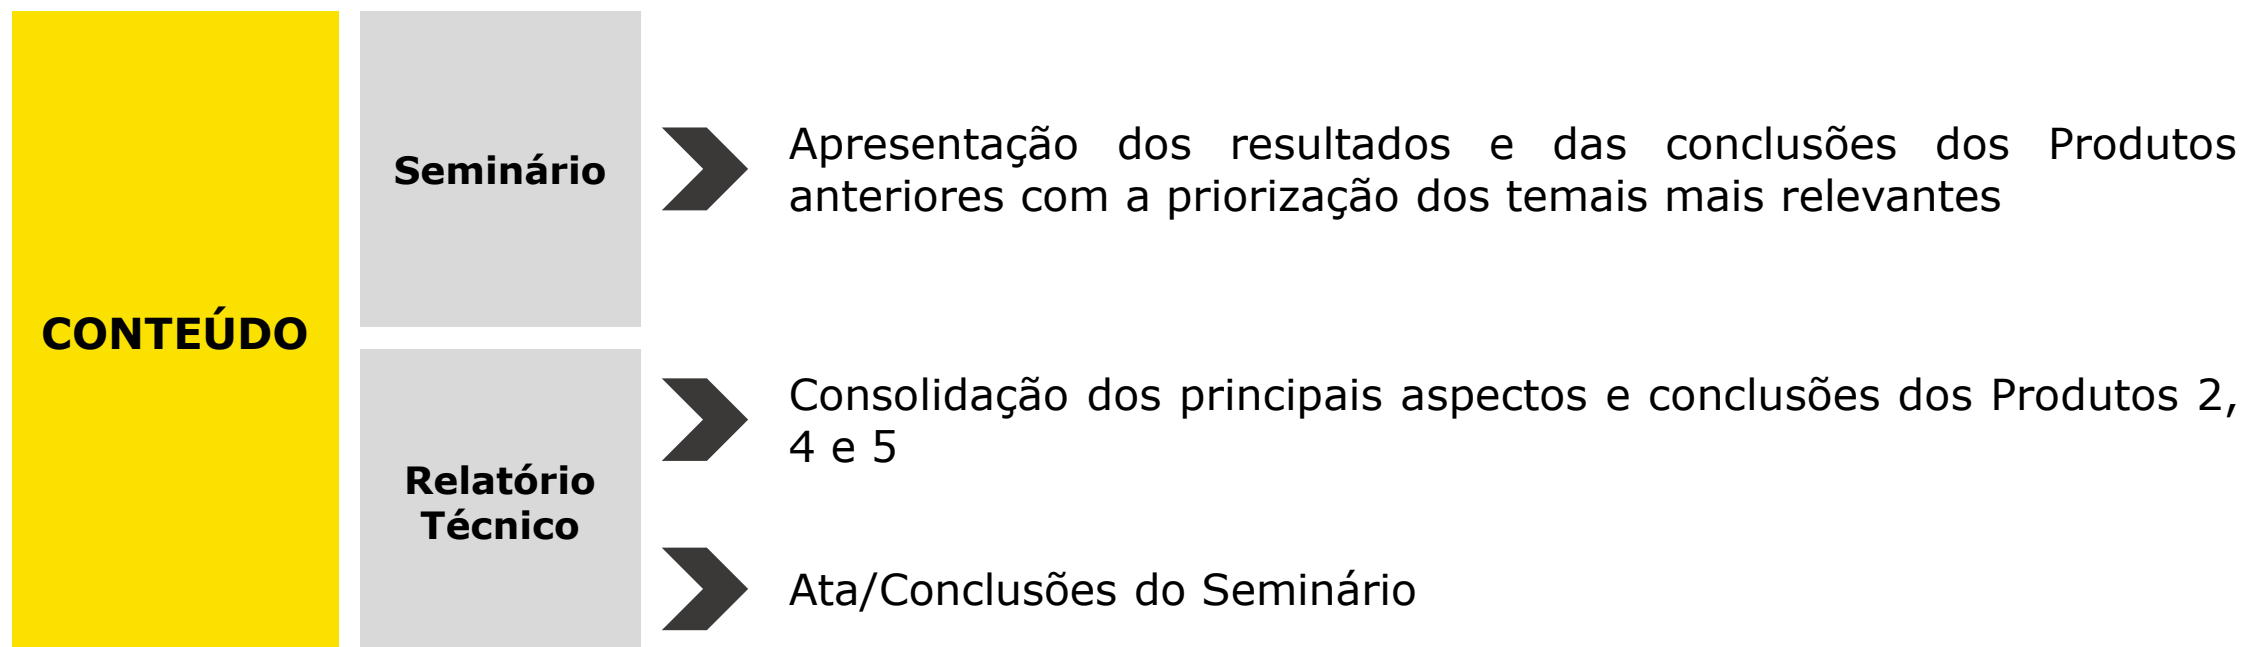 CONTEÚDO
Seminário
Apresentação dos resultados e das conclusões dos Produtos
anteriores com a priorização dos temais mais relevantes
Relatório
Técnico
Consolidação dos principais aspectos e conclusões dos Produtos 2,
4 e 5
Ata/Conclusões do Seminário